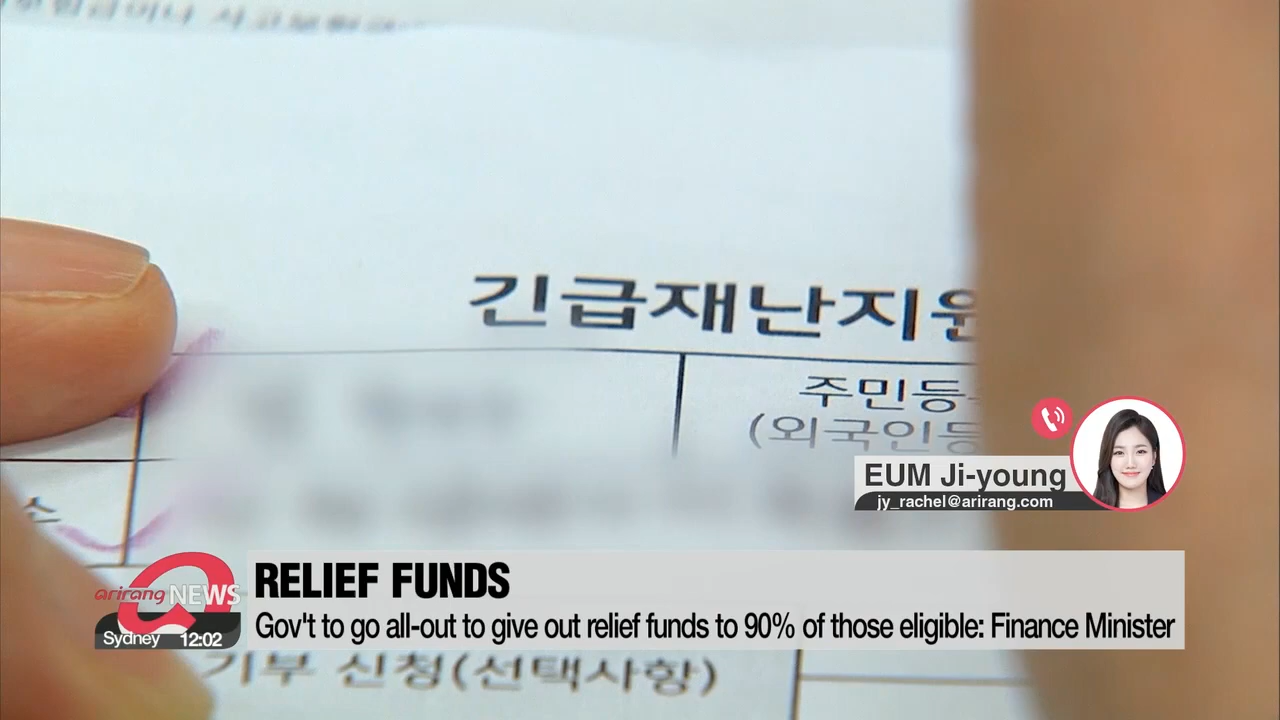 긴급재난지원
주민등
(외국인등
EUM Ji-young
jy_rachel@arirang.com
arirang NEWS
Sydney 12:02
RELIEF FUNDS
Gov't to go all-out to give out relief funds to 90% of those eligible: Finance Minister
기부 신청(선택사항)